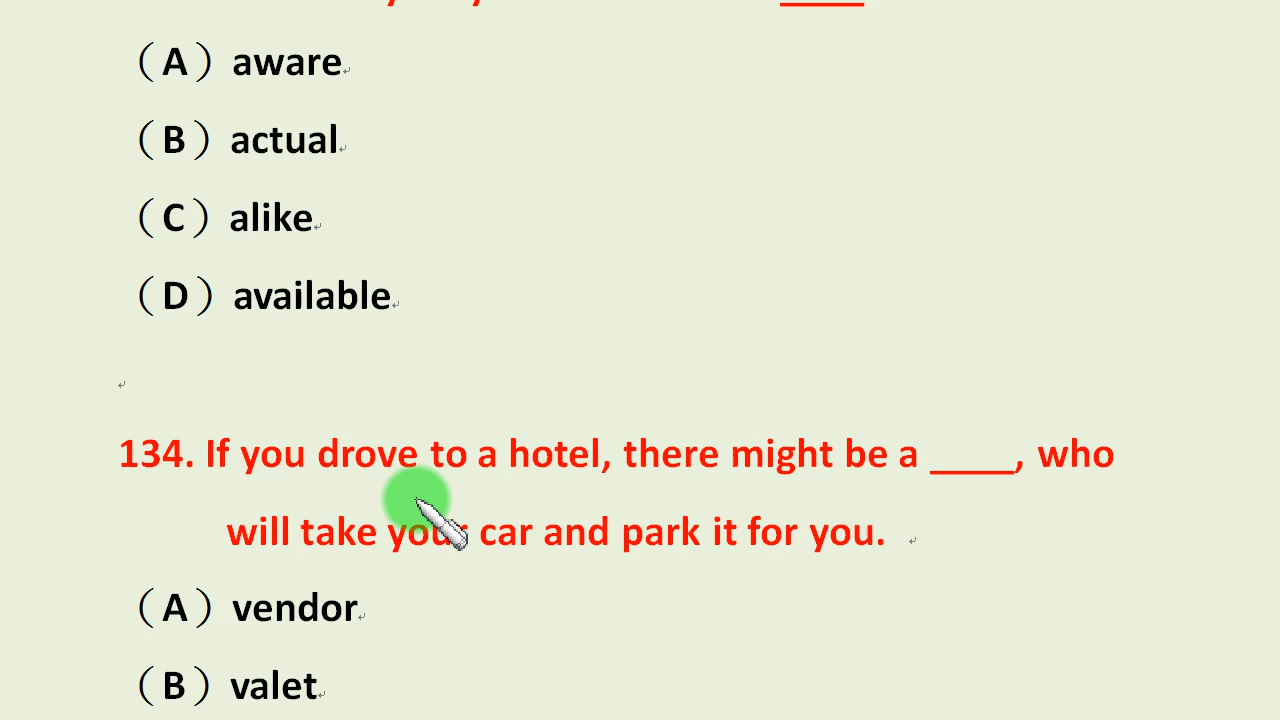 （A）aware
（B）actual
（C）alike
（D）available
134. If you drove to a hotel, there might be a ____, who
will take your car and park it for you.
（A）vendor
（B）valet